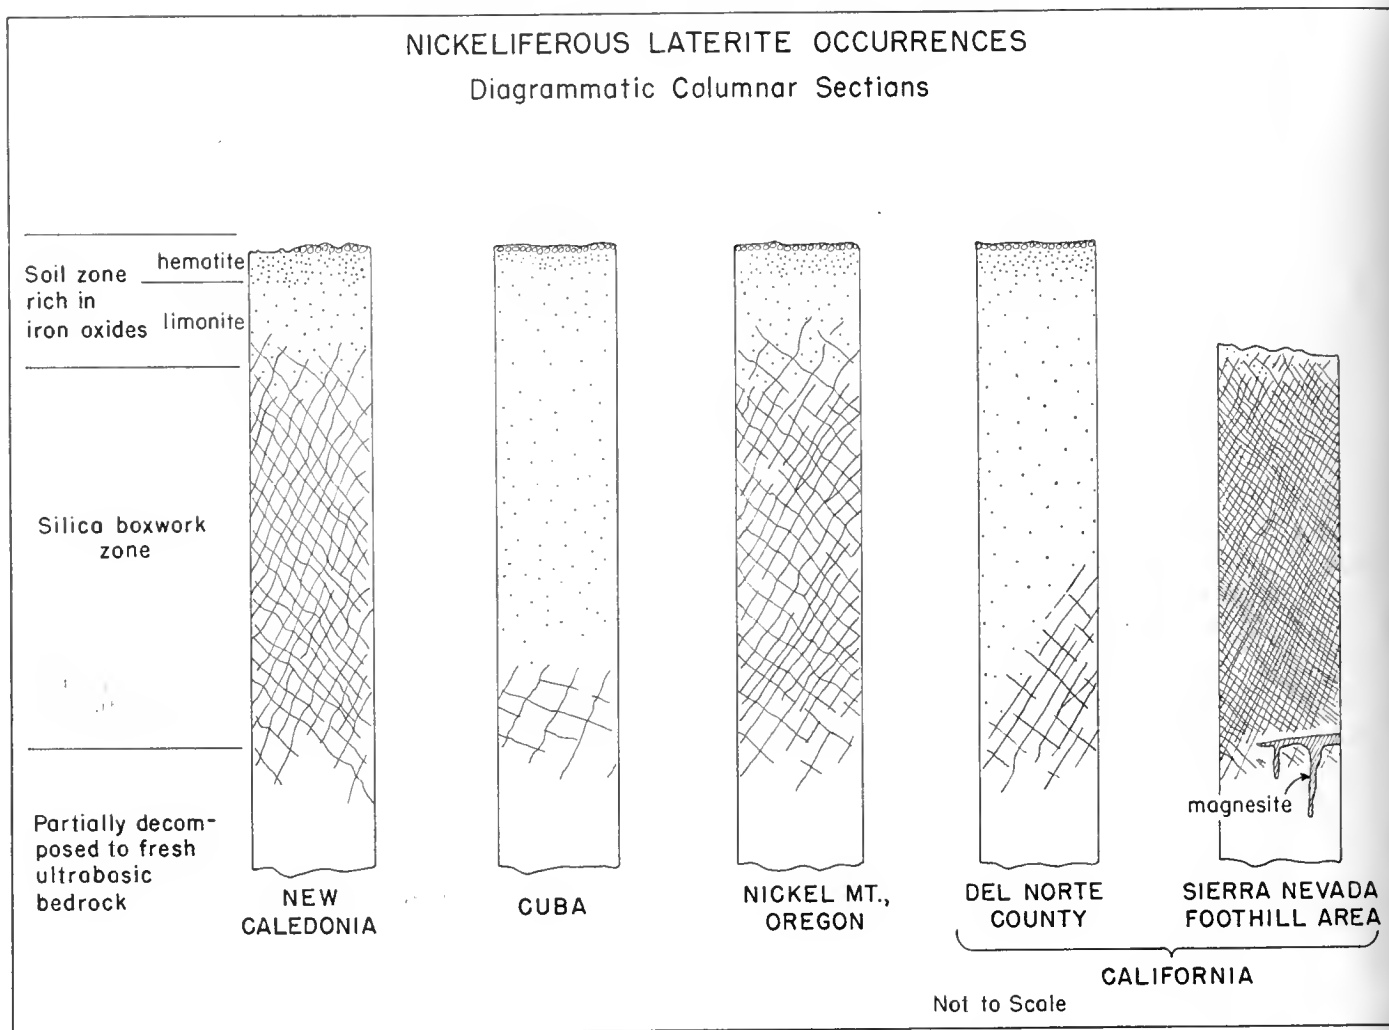 NICKELIFEROUS LATERITE OCCURRENCES
Diagrammatic Columnar Sections
Soil zone
rich in
iron oxides
hematite
limonite
Silica boxwork
zone
Partially decom-
posed to fresh
ultrabasic
bedrock
magnesite
NEW
CALEDONIA
CUBA
NICKEL MT.,
OREGON
DEL NORTE
COUNTY
SIERRA NEVADA
FOOTHILL AREA
CALIFORNIA
Not to Scale